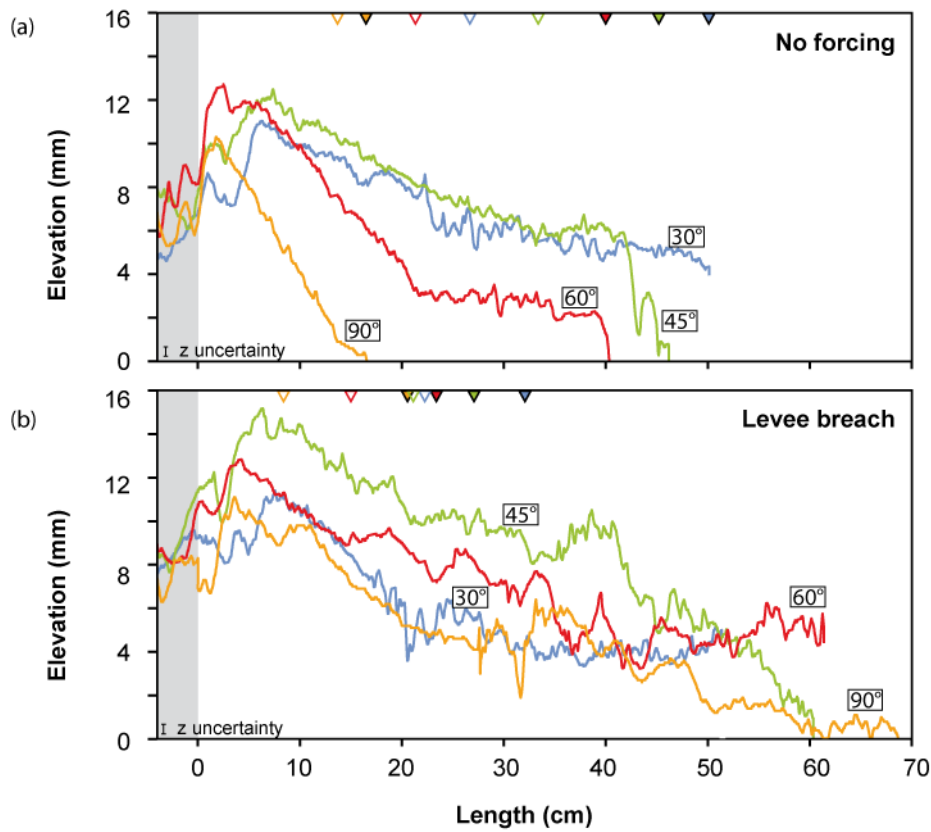 (a)
No forcing
16
12
8
4
0
Elevation (mm)
30°
60°
45°
90°
I z uncertainty
(b)
Levee breach
16
12
8
4
0
Elevation (mm)
45°
30°
60°
90°
I z uncertainty
0 10 20 30 40 50 60 70
Length (cm)